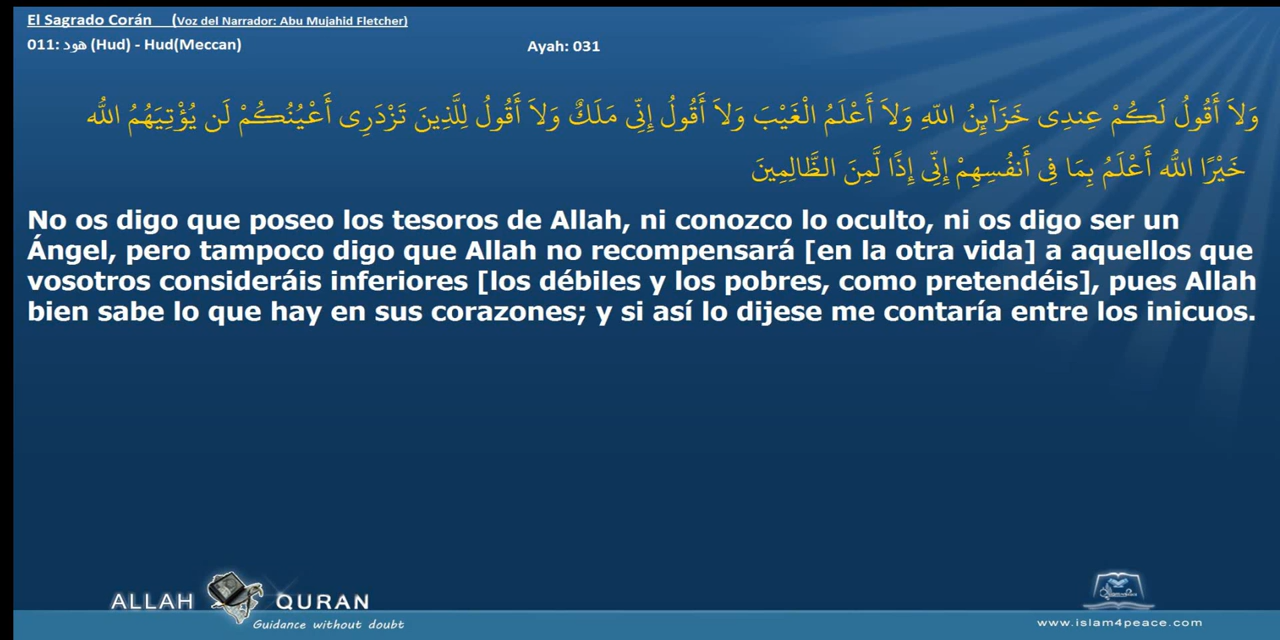 El Sagrado Corán (Voz del Narrador: Abu Mujahid Fletcher)
011: هود (Hud) - Hud(Meccan) Ayah: 031
وَلاَ أَقُولُ لَكُمْ عِندِى خَزَآئِنُ اللّهِ وَلاَ أَعْلَمُ الْغَيْبَ وَلاَ أَقُولُ إِنِّى مَلَكٌ وَلاَ أَقُولُ لِلَّذِينَ تَزْدَرِى أَعْيُنُكُمْ لَن يُؤْتِيَهُمُ اللّه
خَيْرًا اللّه أَعْلَمُ بِمَا فِى أَنفُسِهِمْ إِنِّى إِذًا لَّمِنَ الظَّالِمِينَ
No os digo que poseo los tesoros de Allah, ni conozco lo oculto, ni os digo ser un
Ángel, pero tampoco digo que Allah no recompensará [en la otra vida] a aquellos que
vosotros consideráis inferiores [los débiles y los pobres, como pretendéis], pues Allah
bien sabe lo que hay en sus corazones; y si así lo dijese me contaría entre los inicuos.
ALLAH QURAN
Guidance without doubt
www.islam4peace.com